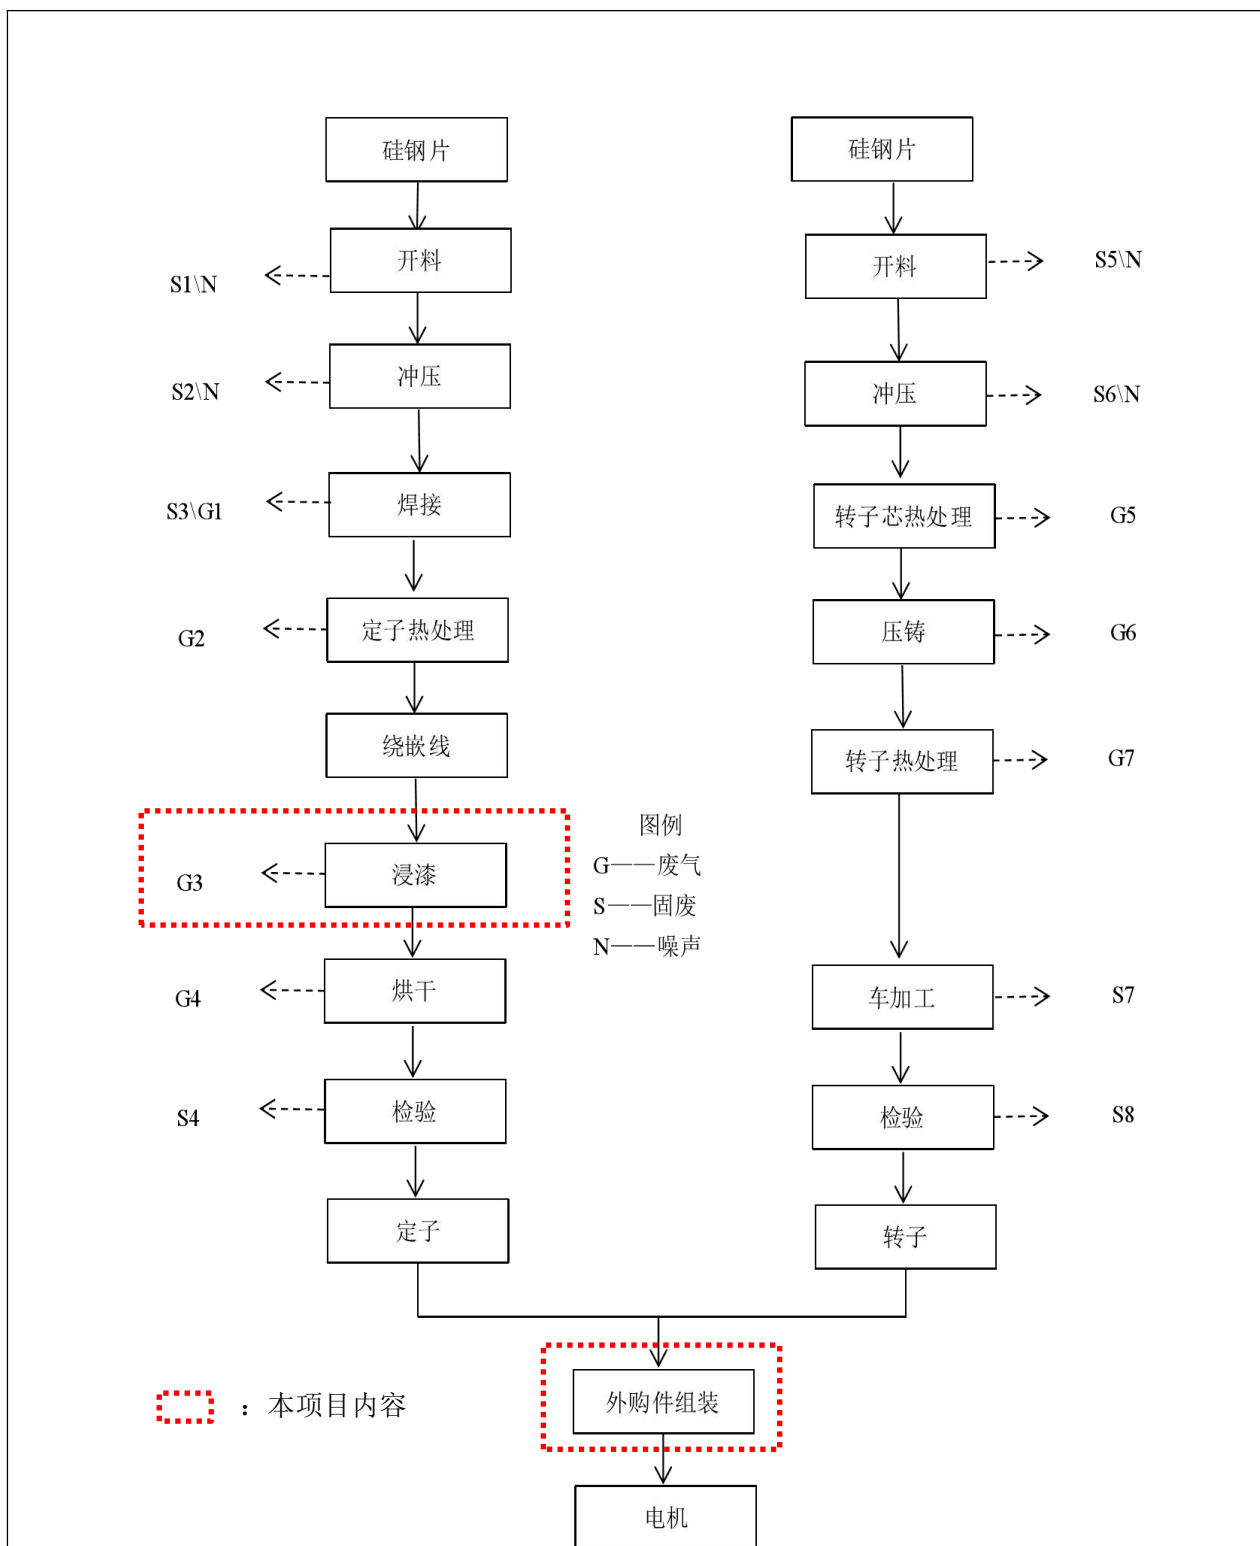 硅钢片
硅钢片
开料
S1\N
开料
S5\N
冲压
S2\N
冲压
S6\N
焊接
S3\G1
转子芯热处理
G5
定子热处理
G2
压铸
G6
绕嵌线
转子热处理
G7
图例
G——废气
S——固废
N——噪声
浸漆
G3
烘干
G4
车加工
S7
检验
S4
检验
S8
定子
转子
：本项目内容
外购件组装
电机